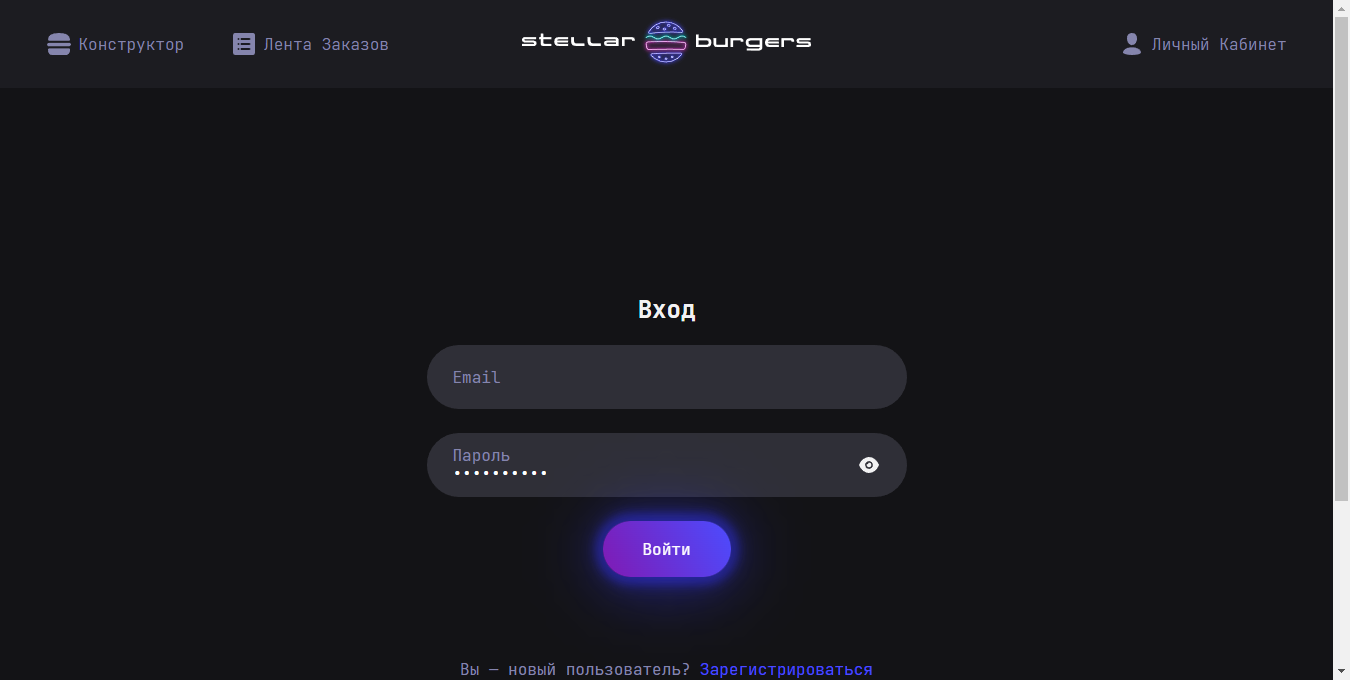 Конструктор
Лента Заказов
stellar burgers
Личный Кабинет
Вход
Email
Пароль
••••••••••
Войти
Вы — новый пользователь? Зарегистрироваться